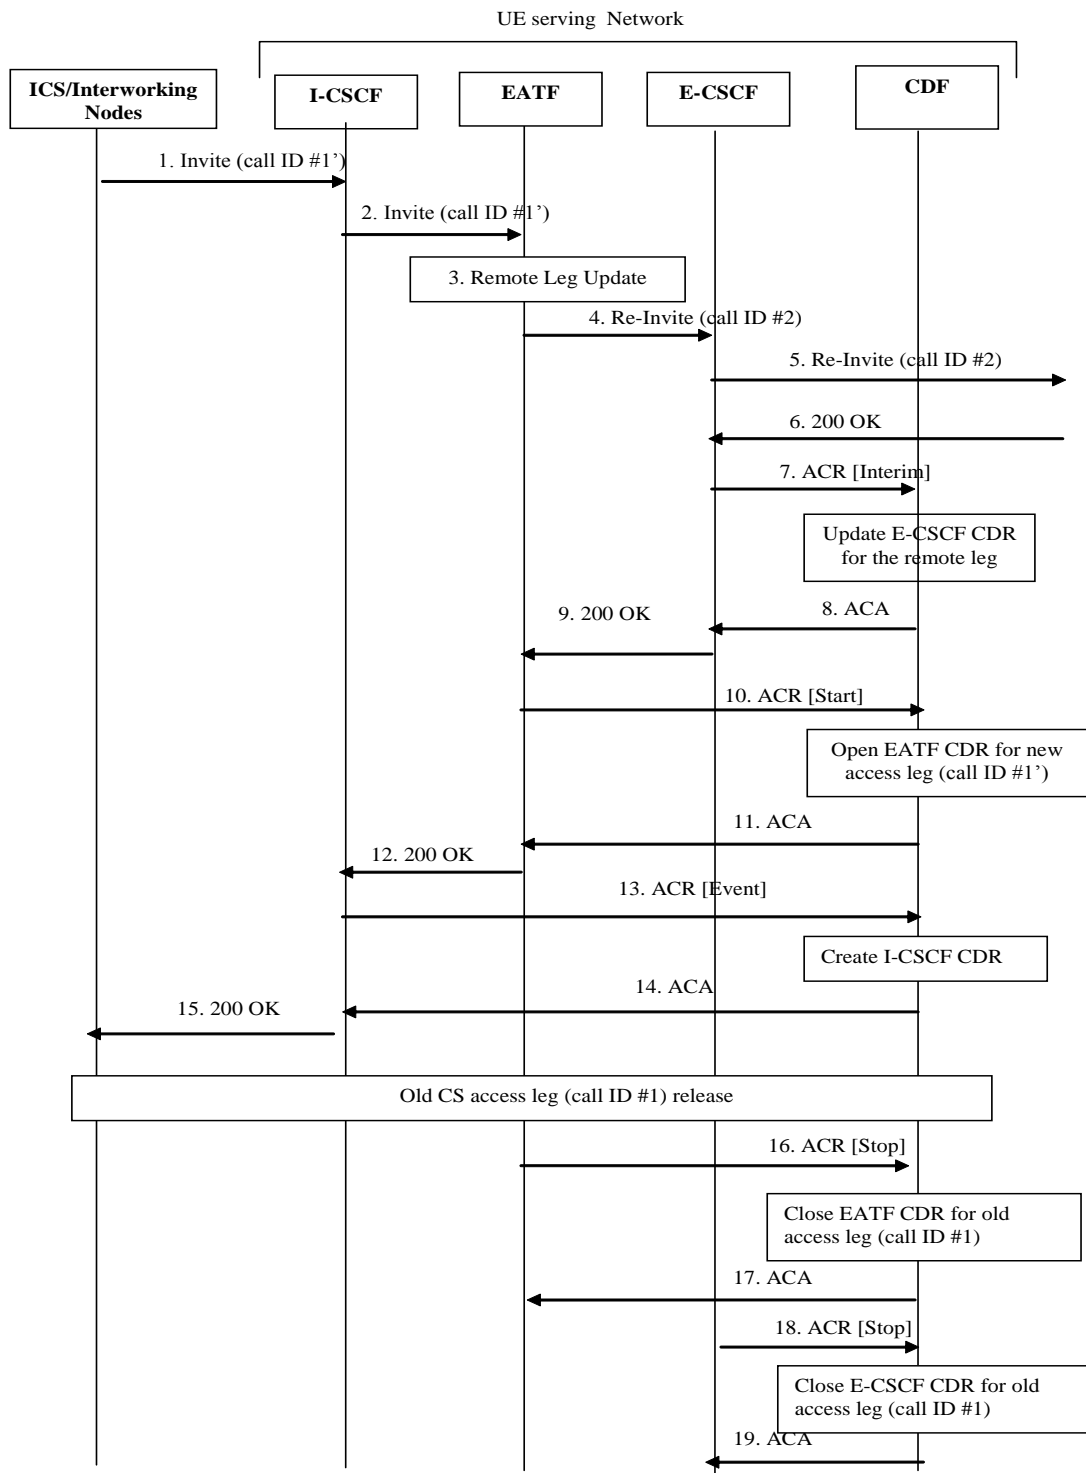 UE serving Network
ICS/Interworking
Nodes
I-CSCF
EATF
E-CSCF
CDF
1. Invite (call ID #1’)
2. Invite (call ID #1’)
3. Remote Leg Update
4. Re-Invite (call ID #2)
5. Re-Invite (call ID #2)
6. 200 OK
7. ACR [Interim]
Update E-CSCF CDR
for the remote leg
8. ACA
9. 200 OK
10. ACR [Start]
Open EATF CDR for new
access leg (call ID #1’)
11. ACA
12. 200 OK
13. ACR [Event]
Create I-CSCF CDR
14. ACA
15. 200 OK
Old CS access leg (call ID #1) release
16. ACR [Stop]
Close EATF CDR for old
access leg (call ID #1)
17. ACA
18. ACR [Stop]
Close E-CSCF CDR for old
access leg (call ID #1)
19. ACA